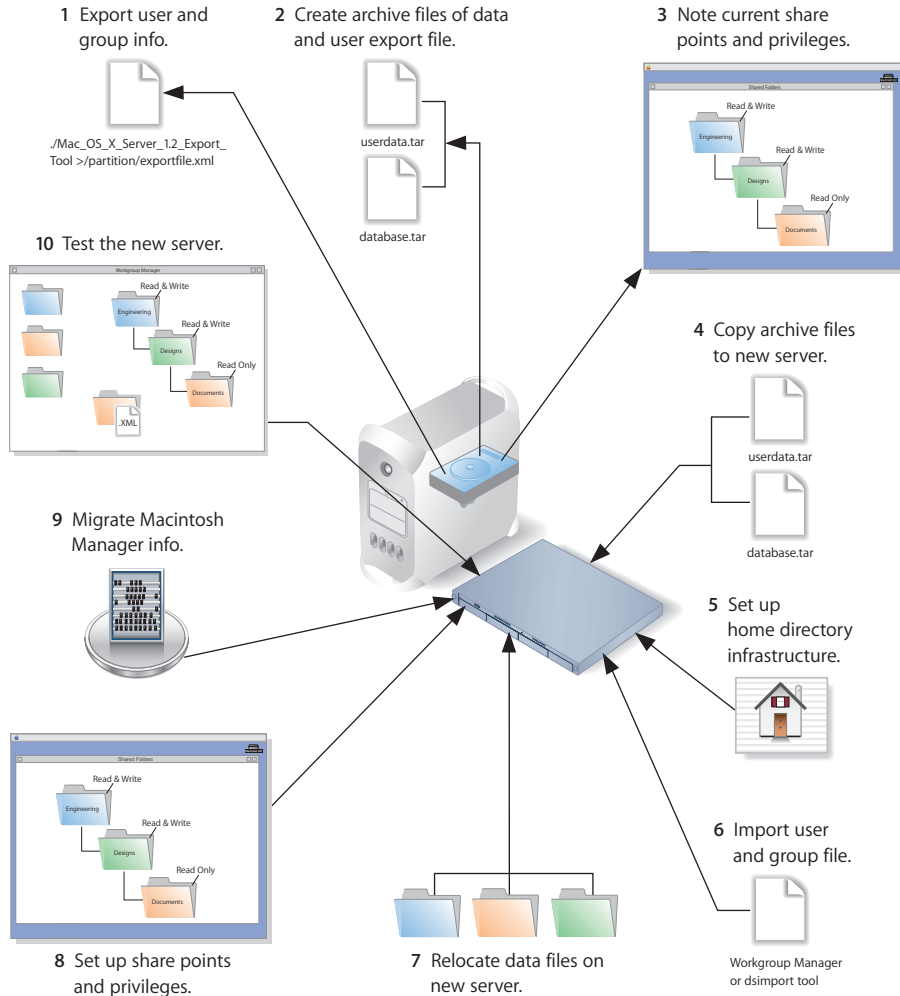 1 Export user and
group info.
./Mac_OS_X_Server_1.2_Export_
Tool >/partition/exportfile.xml
2 Create archive files of data
and user export file.
userdata.tar
database.tar
3 Note current share
points and privileges.
Shared Folders
Read & Write
Engineering
Read & Write
Designs
Read Only
Documents
4 Copy archive files
to new server.
userdata.tar
database.tar
5 Set up
home directory
infrastructure.
6 Import user
and group file.
Workgroup Manager
or dsimport tool
7 Relocate data files on
new server.
8 Set up share points
and privileges.
Shared Folders
Read & Write
Engineering
Read & Write
Designs
Read Only
Documents
9 Migrate Macintosh
Manager info.
10 Test the new server.
Workgroup Manager
Read & Write
Engineering
Read & Write
Designs
Read Only
Documents
.XML